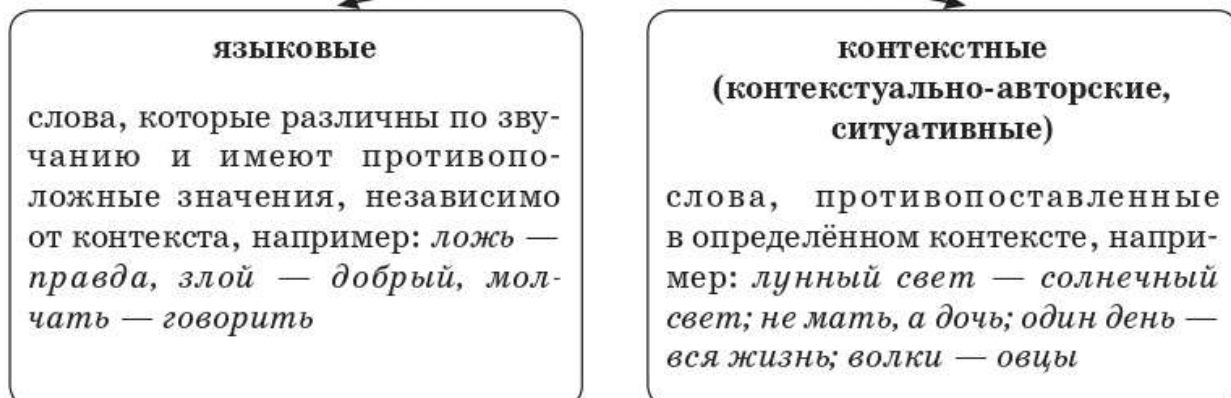 языковые
слова, которые различны по зву-
чанию и имеют противопо-
ложные значения, независимо
от контекста, например: ложь —
правда, злой — добрый, мол-
чать — говорить
контекстные
(контекстуально-авторские,
ситуативные)
слова, противопоставленные
в определённом контексте, напри-
мер: лунный свет — солнечный
свет; не мать, а дочь; один день —
вся жизнь; волки — овцы